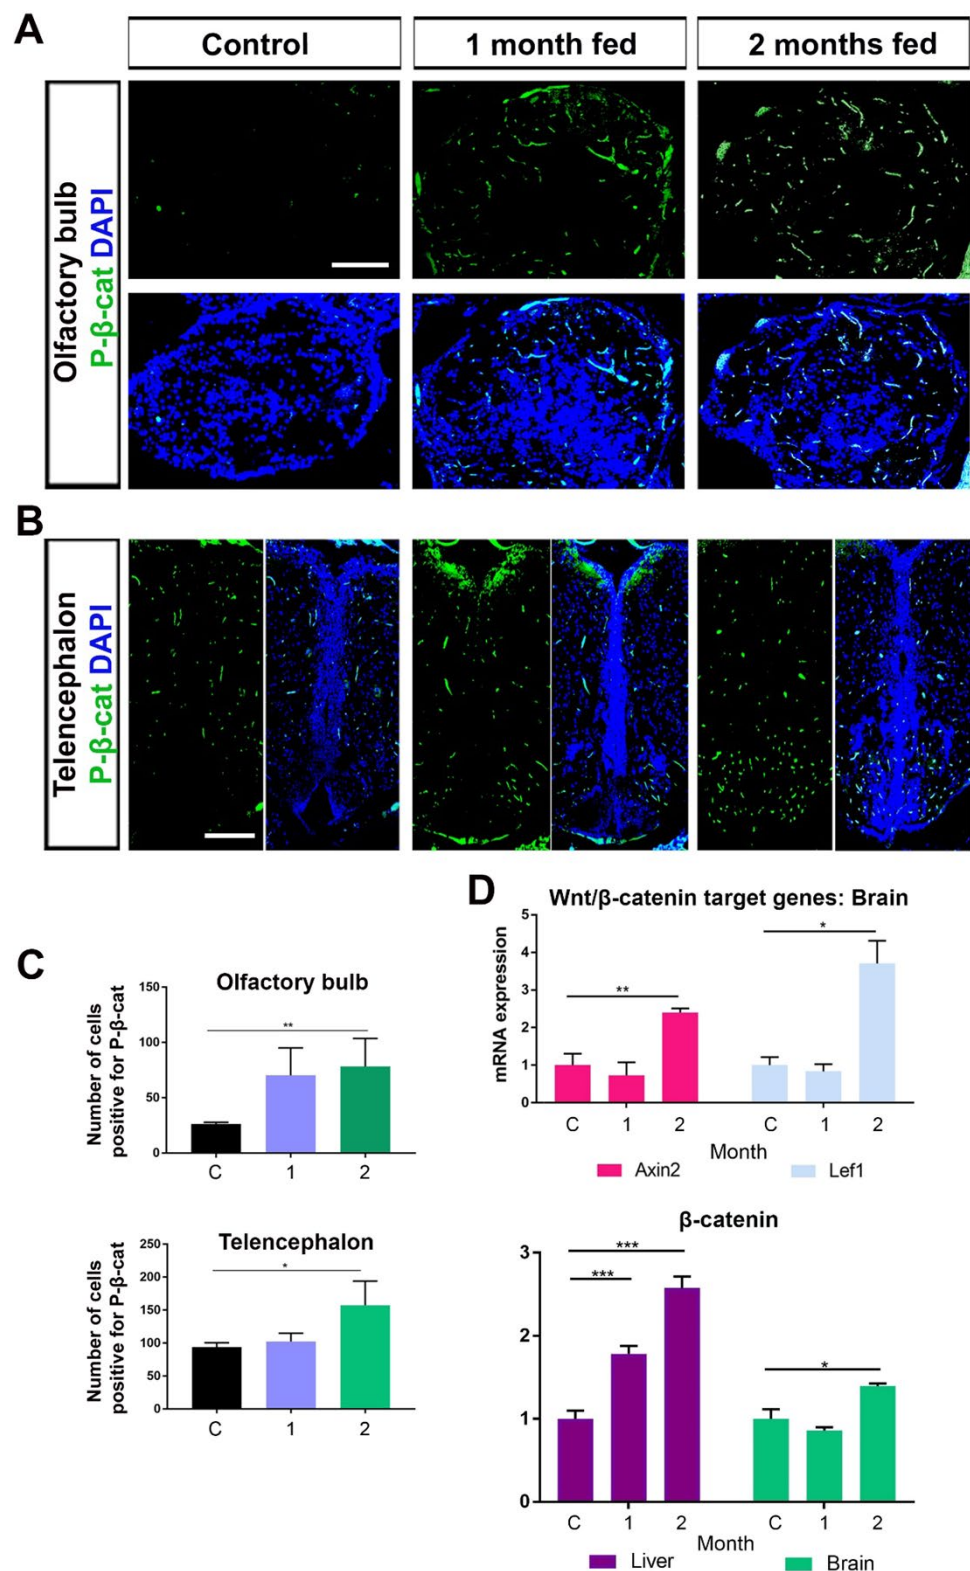 A
Control
1 month fed
2 months fed
Olfactory bulb
P-β-cat DAPI
B
Telencephalon
P-β-cat DAPI
C
Olfactory bulb
Number of cells
positive for P-β-cat
150
100
50
0
**
C 1 2
Telencephalon
Number of cells
positive for P-β-cat
250
200
150
100
50
0
*
C 1 2
D
Wnt/β-catenin target genes: Brain
mRNA expression
5
4
3
2
1
0
**
*
C 1 2 C 1 2
Month
Axin2 Lef1
β-catenin
3
2
1
0
***
***
*
C 1 2 C 1 2
Month
Liver Brain